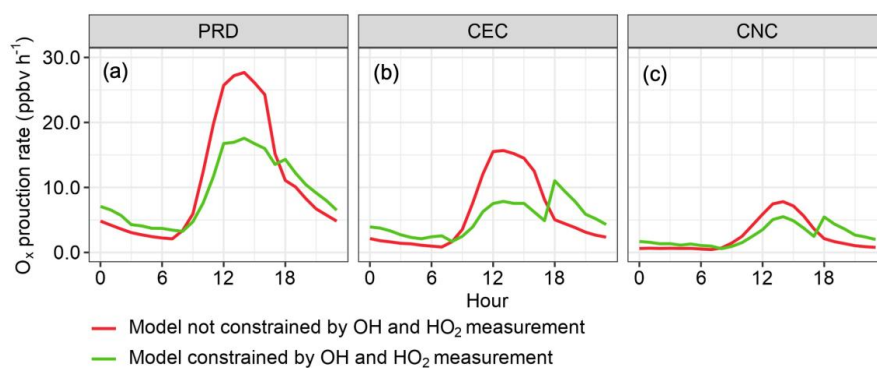 PRD CEC CNC
Oₓ prouction rate (ppbv h⁻¹)
30.0
20.0
10.0
0.0
(a) (b) (c)
0 6 12 18 0 6 12 18 0 6 12 18
Hour
Model not constrained by OH and HO₂ measurement
Model constrained by OH and HO₂ measurement